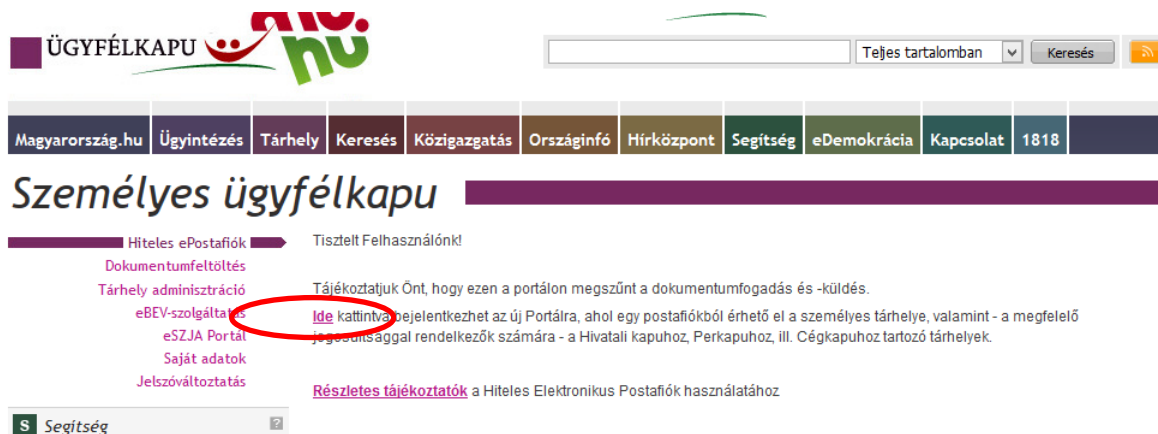 ÜGYFÉLKAPU
mo.
hu
Teljes tartalomban Keresés
Magyarország.hu Ügyintézés Tárhely Keresés Közigazgatás Országinfó Hírközpont Segítség eDemokrácia Kapcsolat 1818
Személyes ügyfélkapu
Hiteles ePostafiók
Dokumentumfeltöltés
Tárhely adminisztráció
eBEV-szolgáltatás
eSZJA Portál
Saját adatok
Jelszóváltoztatás
S Segítség ?
Tisztelt Felhasználónk!
Tájékoztatjuk Önt, hogy ezen a portálon megszűnt a dokumentumfogadás és -küldés.
Ide kattintva bejelentkezhet az új Portálra, ahol egy postafiókból érhető el a személyes tárhelye, valamint - a megfelelő
jogosultsággal rendelkezők számára - a Hivatali kapuhoz, Perkapuhoz, ill. Cégkapuhoz tartozó tárhelyek.
Részletes tájékoztatók a Hiteles Elektronikus Postafiók használatához